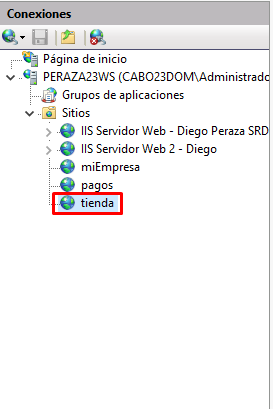 Conexiones
Página de inicio
PERAZA23WS (CABO23DOM\Administrado
Grupos de aplicaciones
Sitios
IIS Servidor Web - Diego Peraza SRD
IIS Servidor Web 2 - Diego
miEmpresa
pagos
tienda